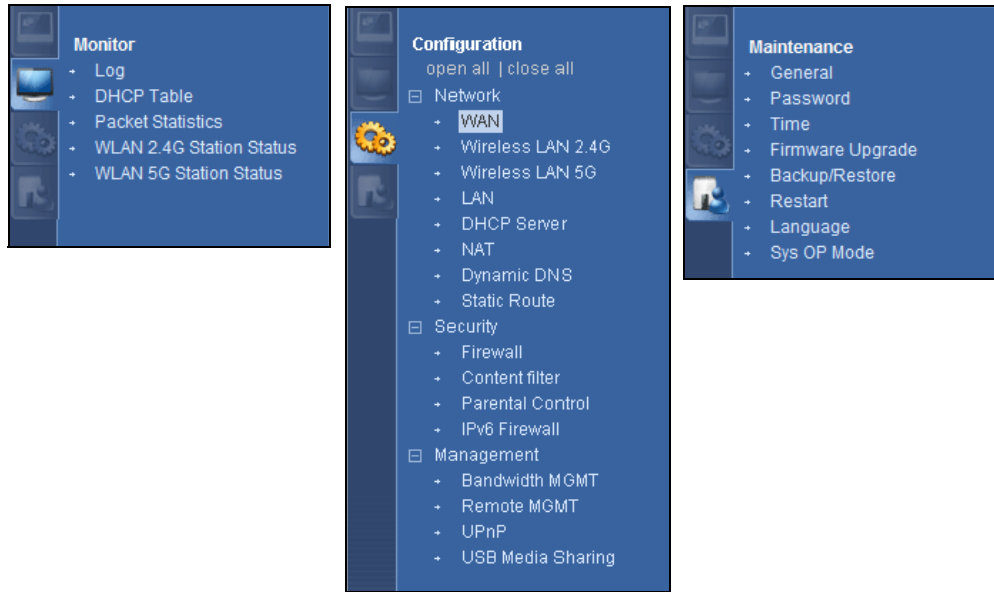 Monitor
Log
DHCP Table
Packet Statistics
WLAN 2.4G Station Status
WLAN 5G Station Status
Configuration
open all | close all
Network
WAN
Wireless LAN 2.4G
Wireless LAN 5G
LAN
DHCP Server
NAT
Dynamic DNS
Static Route
Security
Firewall
Content filter
Parental Control
IPv6 Firewall
Management
Bandwidth MGMT
Remote MGMT
UPnP
USB Media Sharing
Maintenance
General
Password
Time
Firmware Upgrade
Backup/Restore
Restart
Language
Sys OP Mode